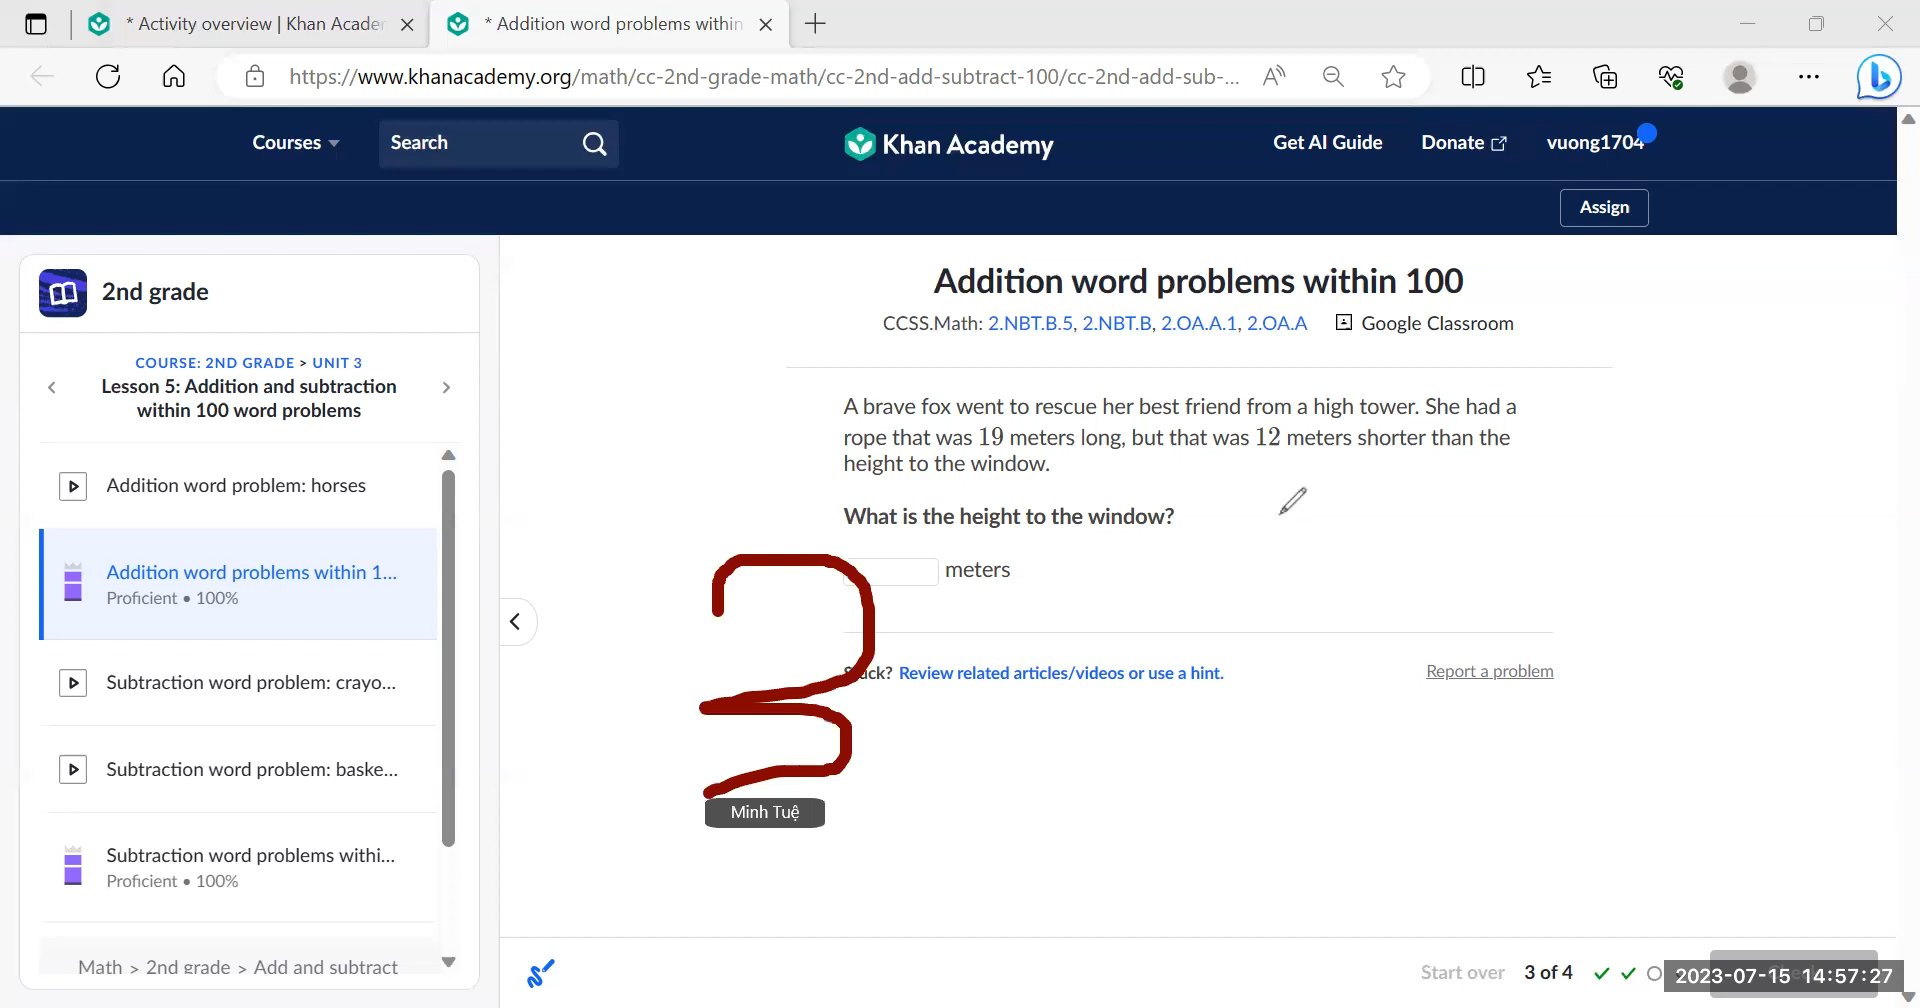 * Activity overview | Khan Acade
* Addition word problems within
https://www.khanacademy.org/math/cc-2nd-grade-math/cc-2nd-add-subtract-100/cc-2nd-add-sub-...
Courses
Search
Khan Academy
Get AI Guide
Donate
vuong1704
Assign
2nd grade
COURSE: 2ND GRADE > UNIT 3
Lesson 5: Addition and subtraction
within 100 word problems
Addition word problem: horses
Addition word problems within 1...
Proficient • 100%
Subtraction word problem: crayo...
Subtraction word problem: baske...
Subtraction word problems withi...
Proficient • 100%
Math > 2nd grade > Add and subtract
Addition word problems within 100
CCSS.Math: 2.NBT.B.5, 2.NBT.B, 2.OA.A.1, 2.OA.A Google Classroom
A brave fox went to rescue her best friend from a high tower. She had a
rope that was 19 meters long, but that was 12 meters shorter than the
height to the window.
What is the height to the window?
meters
3
Stuck? Review related articles/videos or use a hint.
Report a problem
Minh Tuệ
Start over
3 of 4
2023-07-15 14:57:27